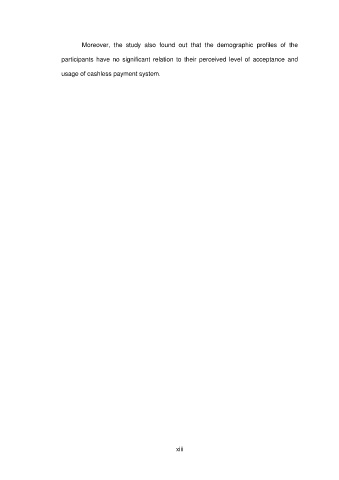 Moreover, the study also found out that the demographic profiles of the
participants have no significant relation to their perceived level of acceptance and
usage of cashless payment system.
xiii